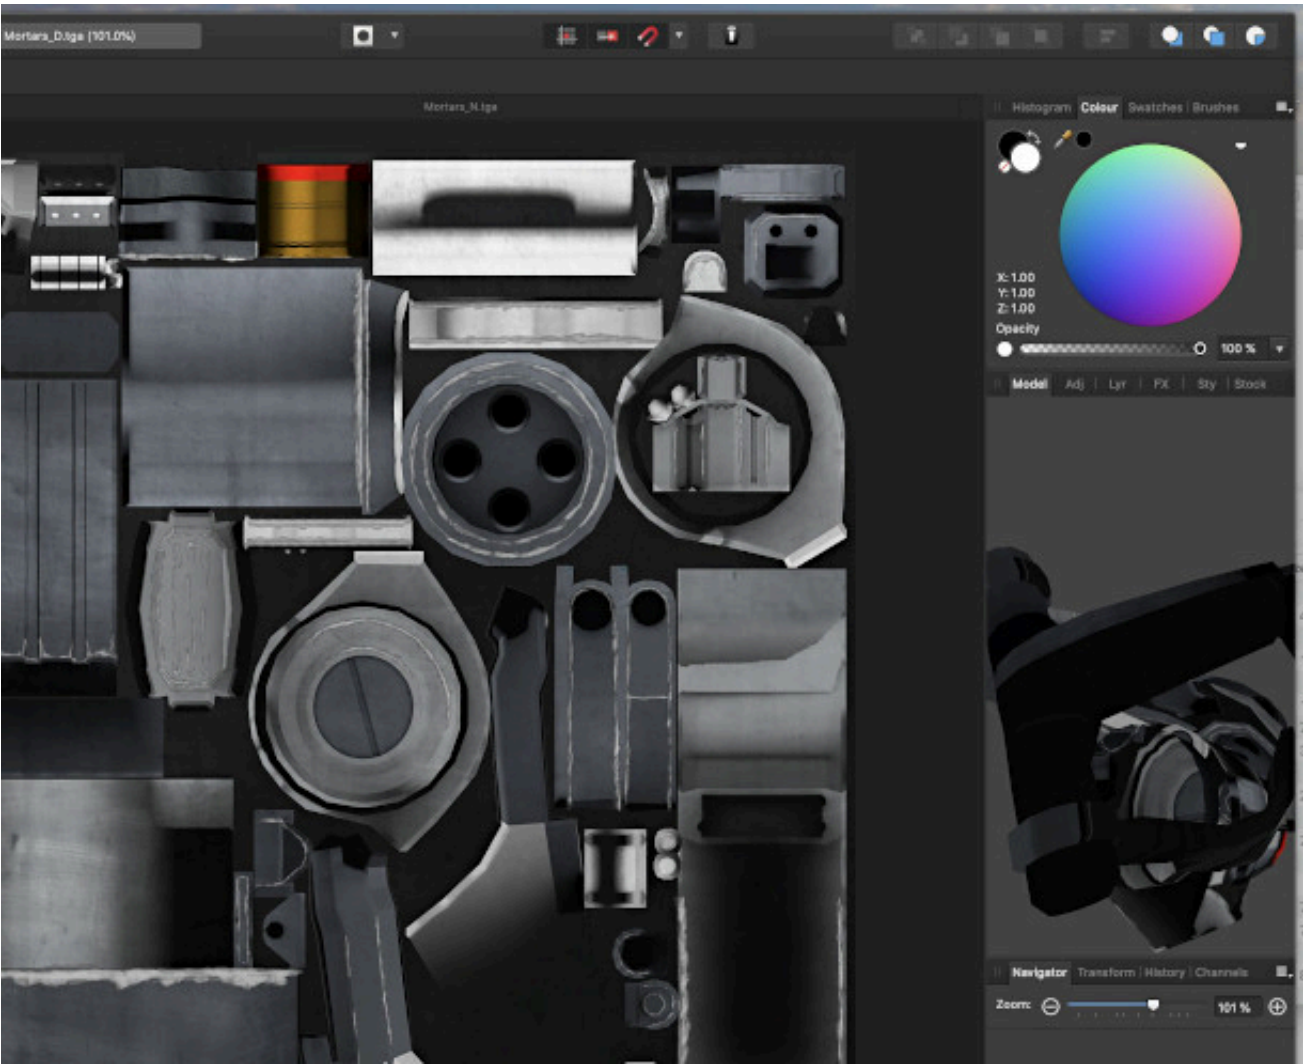 Mortars_D.tga (101.0%)
Mortars_N.tga
Histogram Colour Swatches Brushes
X: 1.00
Y: 1.00
Z: 1.00
Opacity
100 %
Model Adj Lyr FX Sty Stock
Navigator Transform History Channels
Zoom: 101 %